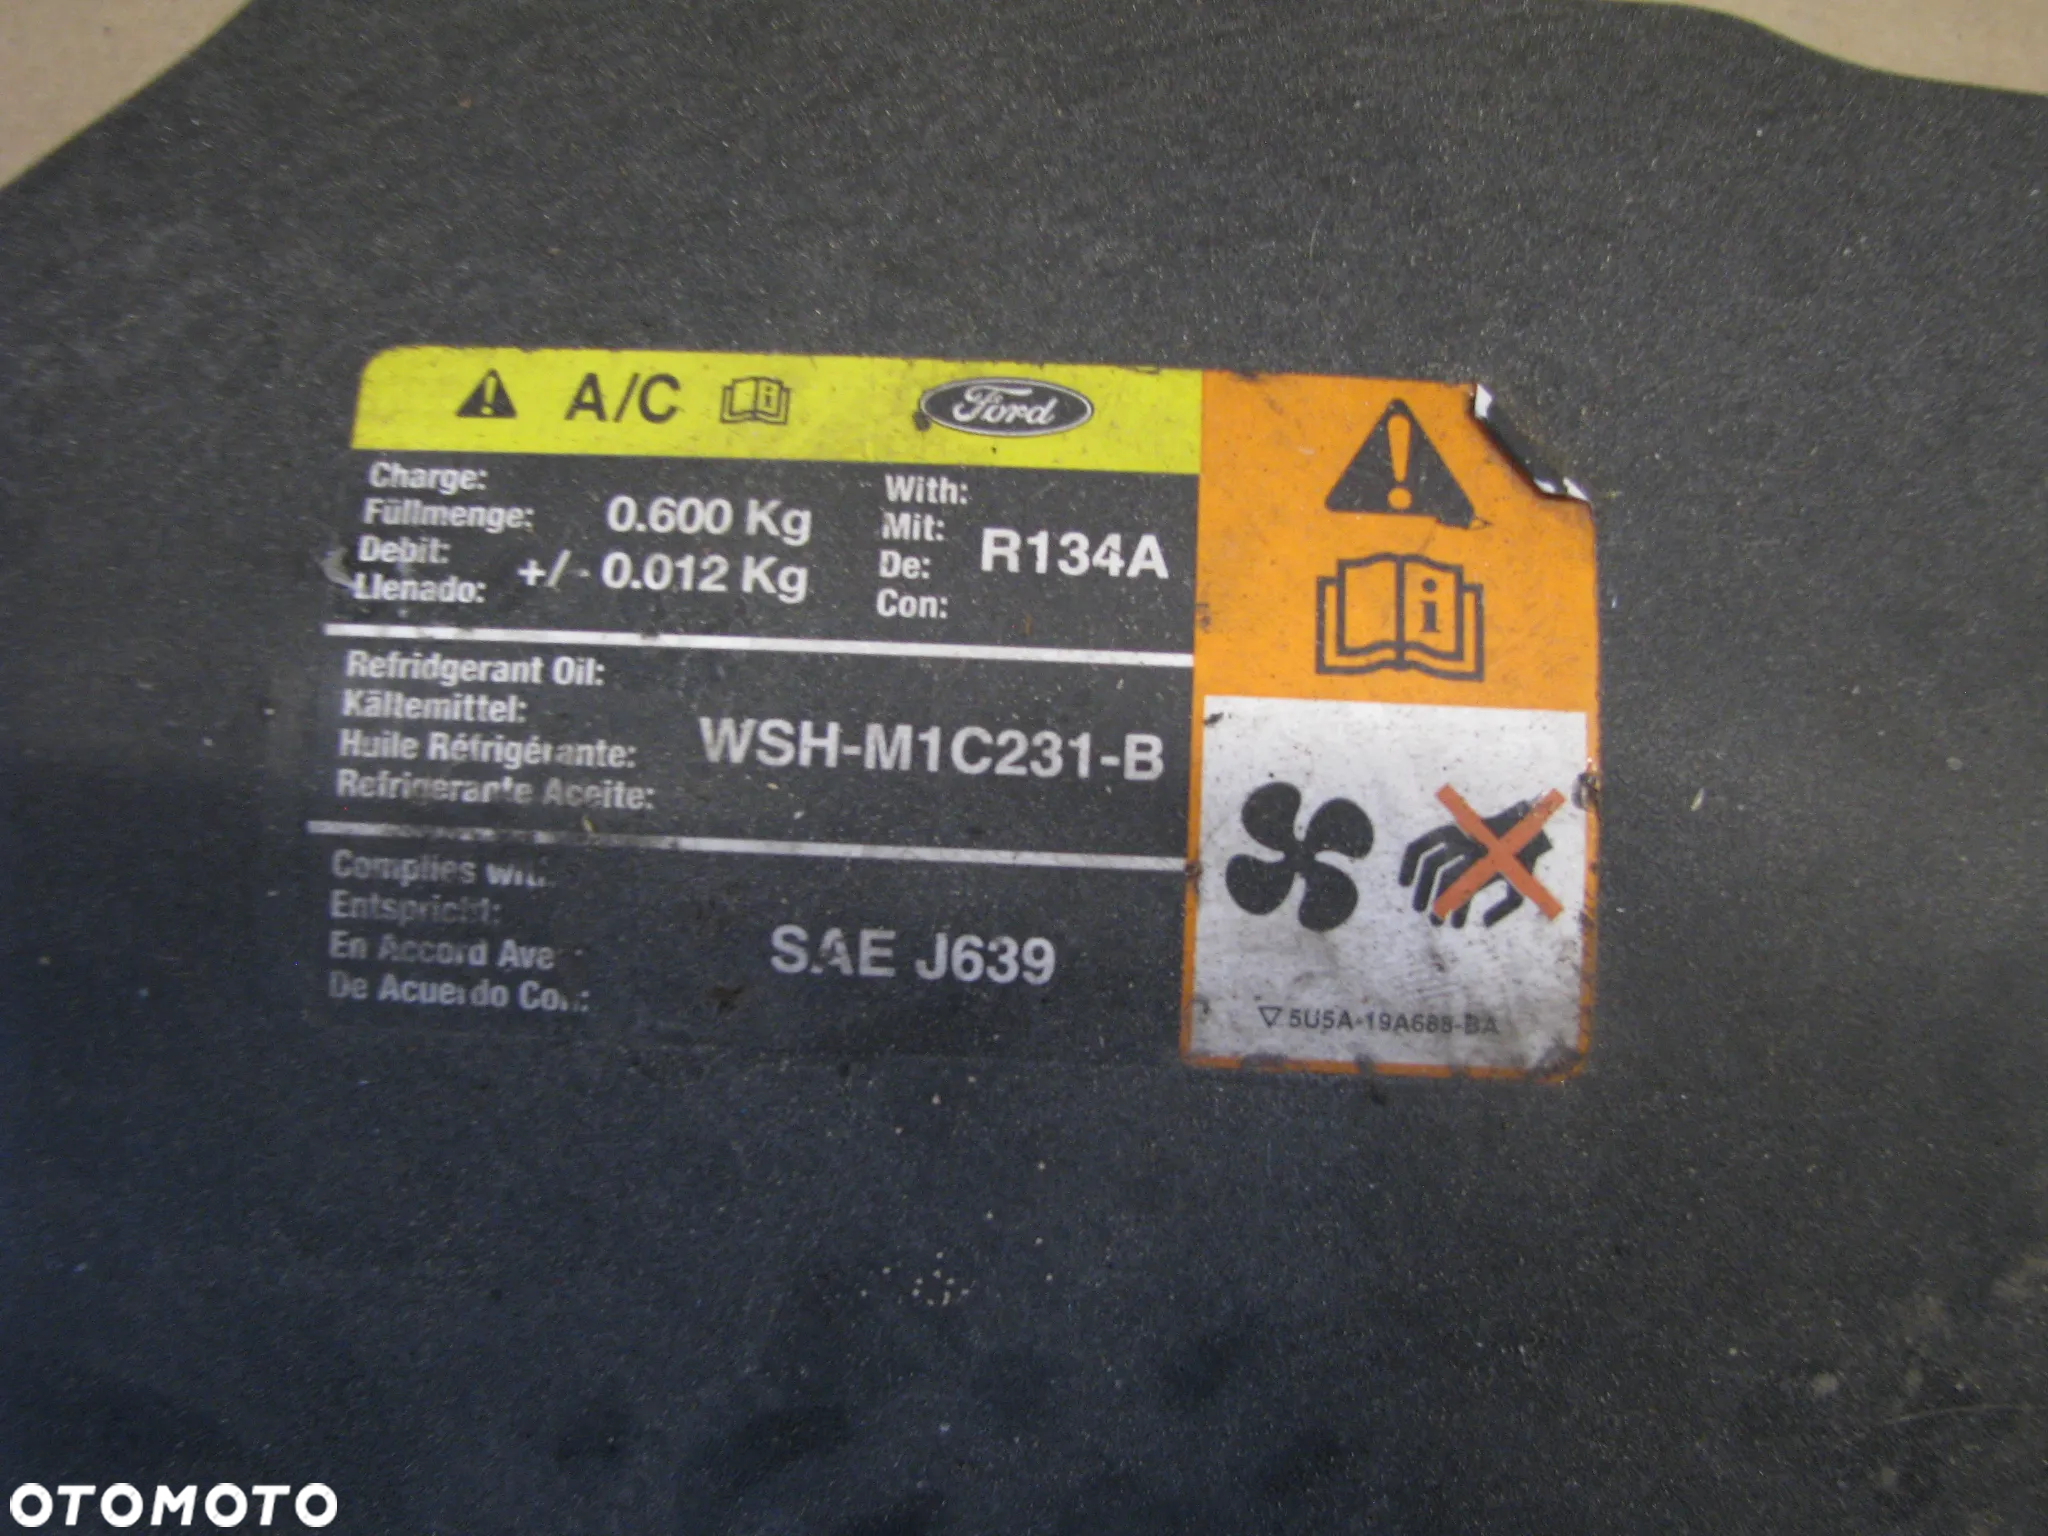 A/C
Ford
Charge:
Füllmenge:
Debit:
Llenado:
0.600 Kg
+/- 0.012 Kg
With:
Mit:
De:
Con:
R134A
Refridgerant Oil:
Kältemittel:
Huile Réfrigérante:
Refrigerante Aceite:
WSH-M1C231-B
Complies with:
Entspricht:
En Accord Ave
De Acuerdo Con:
SAE J639
5U5A-19A688-BA
OTOMOTO